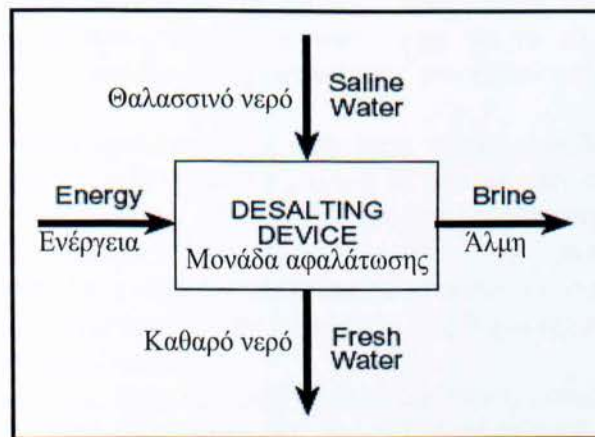 Θαλασσινό νερό
Saline
Water
Energy
Ενέργεια
DESALTING
DEVICE
Μονάδα αφαλάτωσης
Brine
Άλμη
Καθαρό νερό
Fresh
Water